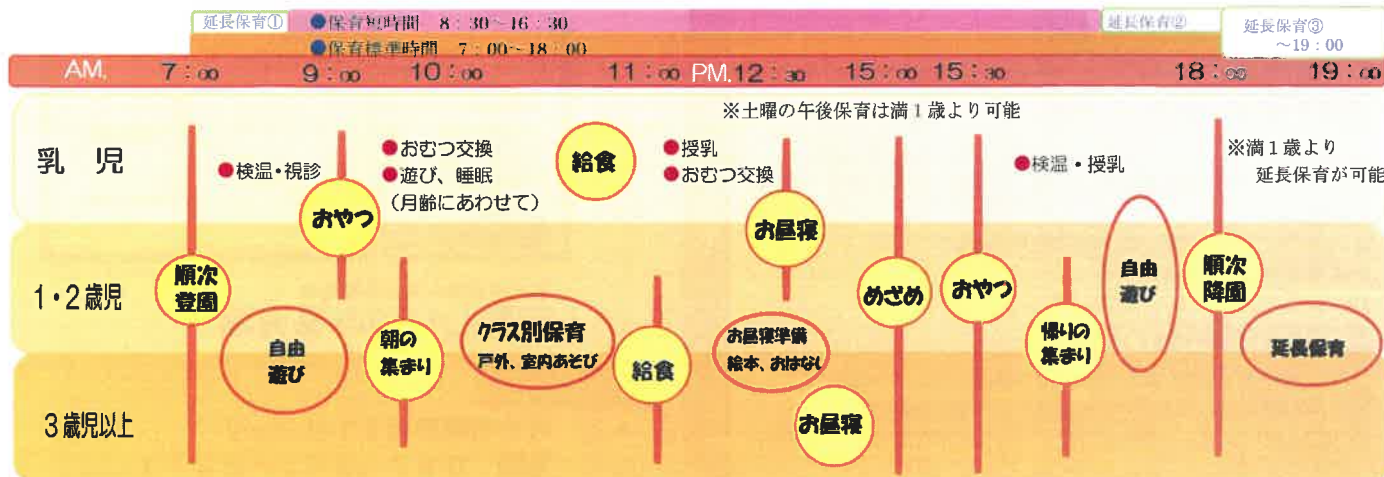 延長保育①
●保育短時間 8:30～16:30
延長保育②
延長保育③
～19:00
●保育標準時間 7:00～18:00
AM. 7:00 9:00 10:00 11:00 PM. 12:30 15:00 15:30 18:00 19:00
※土曜の午後保育は満1歳より可能
乳 児
●検温・視診
おやつ
●おむつ交換
●遊び、睡眠
(月齢にあわせて)
給食
●授乳
●おむつ交換
お昼寝
●検温・授乳
※満1歳より
延長保育が可能
1・2歳児
順次
登園
自由
遊び
朝の
集まり
クラス別保育
戸外、室内あそび
給食
お昼寝準備
絵本、おはなし
めざめ
おやつ
帰りの
集まり
自由
遊び
順次
降園
延長保育
3歳児以上
お昼寝